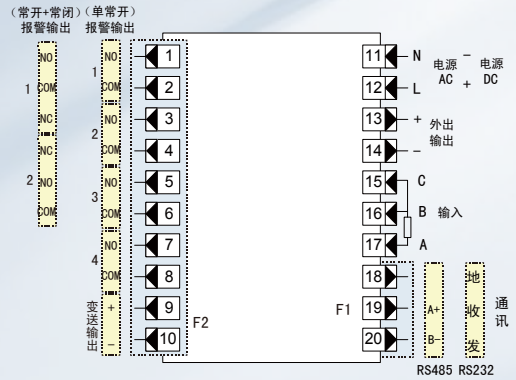 （常开+常闭）（单常开）
报警输出 报警输出
NO NO 1 11 N － 电源 电源
1 COM 1 COM 2 12 L AC + DC
NC NO 3 13 + 外出
2
NC COM 4 14 － 输出
2 NO NO 5 15 C
3
COM COM 6 16 B 输入
NO 7 17 A
4
COM 8 18 地
变送输出 + 9 F2 F1 19 A+ 收 通讯
－ 10 20 B－ 发
RS485 RS232